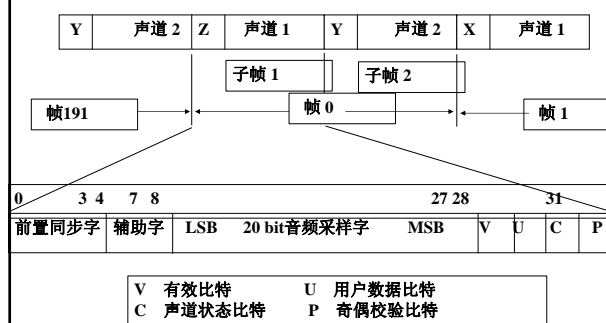 Y 声道 2 Z 声道 1 Y 声道 2 X 声道 1
子帧 1 子帧 2
帧191 帧 0 帧 1
0 3 4 7 8 27 28 31
前置同步字 辅助字 LSB 20 bit音频采样字 MSB V U C P
V 有效比特 U 用户数据比特
C 声道状态比特 P 奇偶校验比特